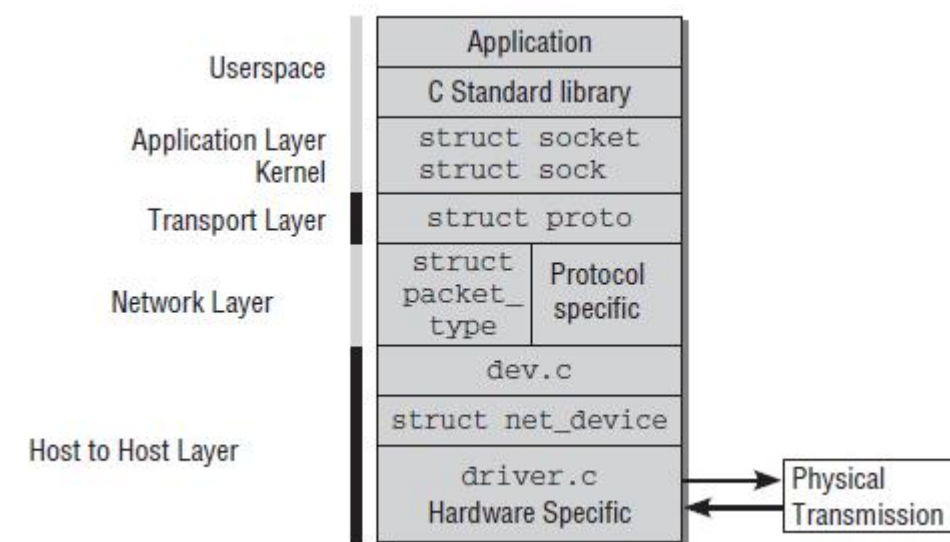 Application
Userspace
C Standard library
Application Layer
Kernel
struct socket
struct sock
Transport Layer
struct proto
Network Layer
struct
packet_
type
Protocol
specific
dev.c
struct net_device
Host to Host Layer
driver.c
Hardware Specific
Physical
Transmission